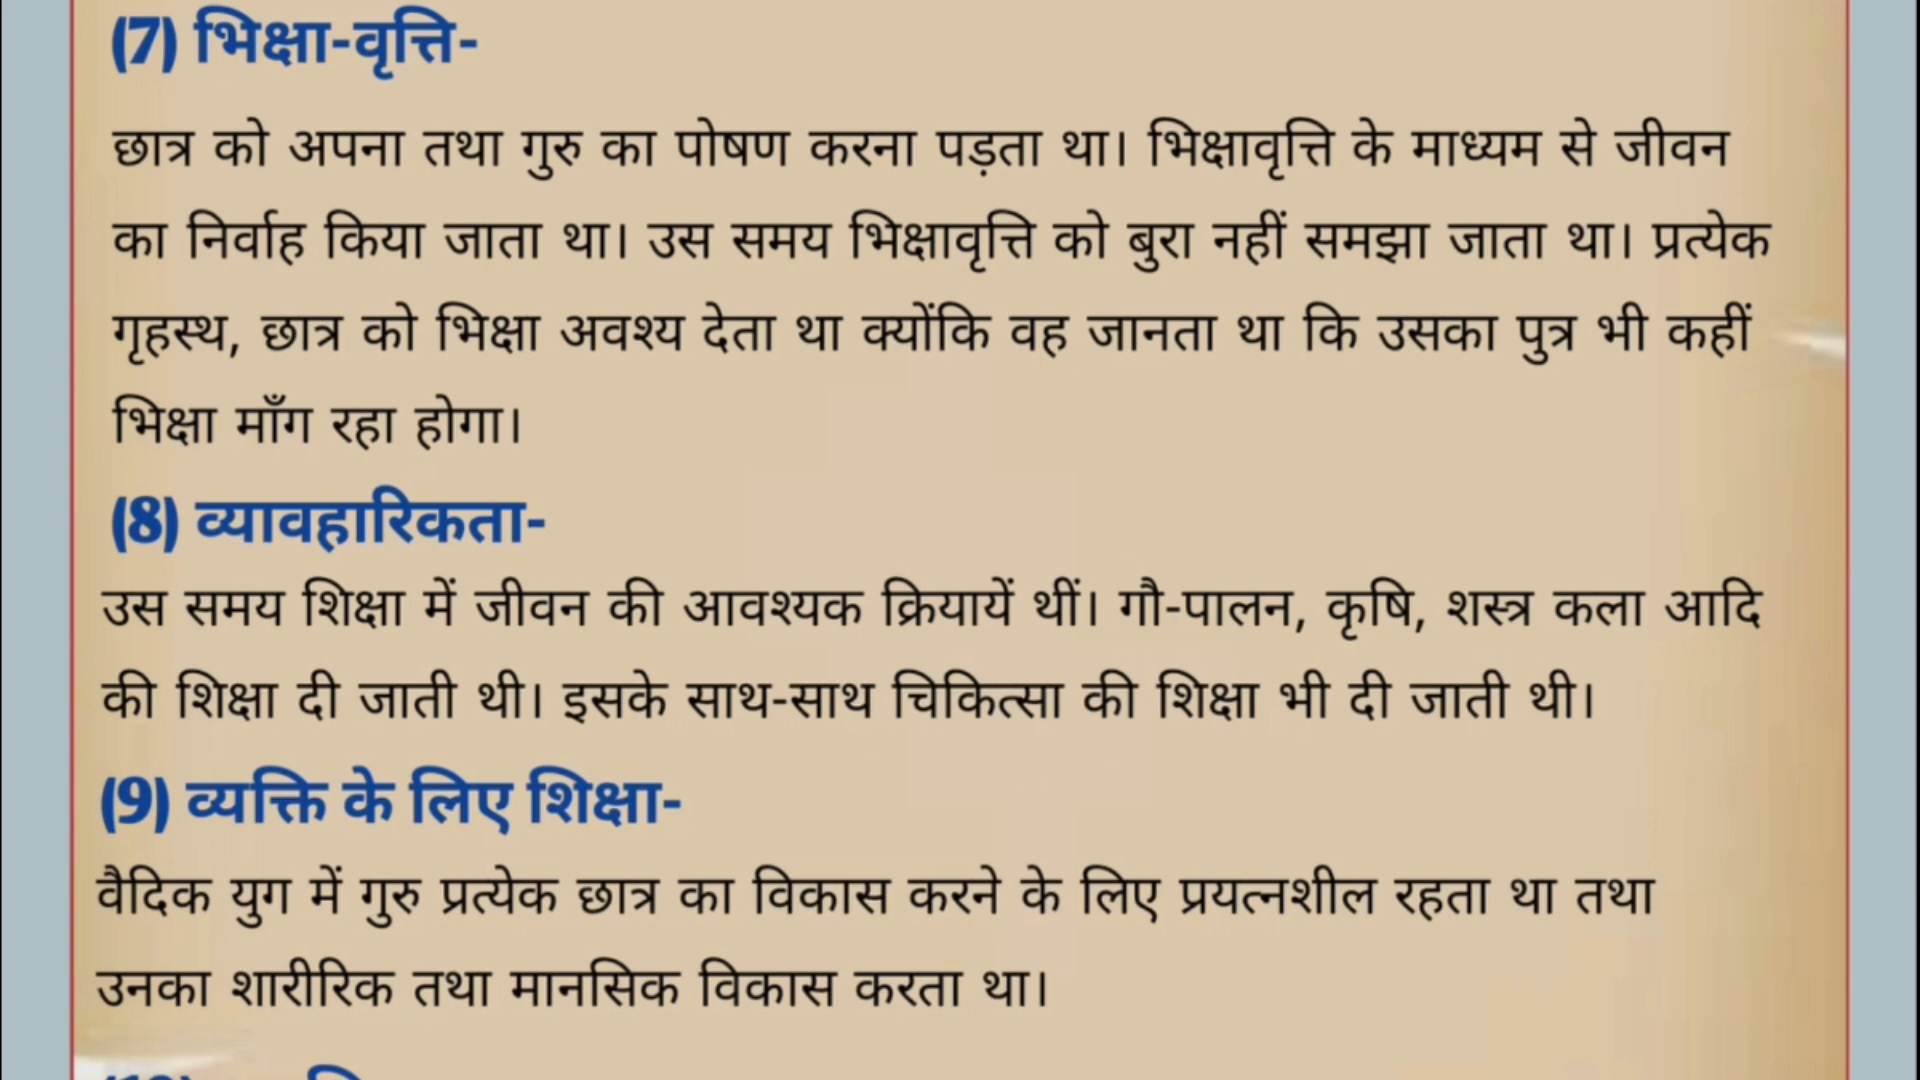 (7) भिक्षा-वृत्ति-
छात्र को अपना तथा गुरु का पोषण करना पड़ता था। भिक्षावृत्ति के माध्यम से जीवन
का निर्वाह किया जाता था। उस समय भिक्षावृत्ति को बुरा नहीं समझा जाता था। प्रत्येक
गृहस्थ, छात्र को भिक्षा अवश्य देता था क्योंकि वह जानता था कि उसका पुत्र भी कहीं
भिक्षा माँग रहा होगा।
(8) व्यावहारिकता-
उस समय शिक्षा में जीवन की आवश्यक क्रियायें थीं। गौ-पालन, कृषि, शस्त्र कला आदि
की शिक्षा दी जाती थी। इसके साथ-साथ चिकित्सा की शिक्षा भी दी जाती थी।
(9) व्यक्ति के लिए शिक्षा-
वैदिक युग में गुरु प्रत्येक छात्र का विकास करने के लिए प्रयत्नशील रहता था तथा
उनका शारीरिक तथा मानसिक विकास करता था।